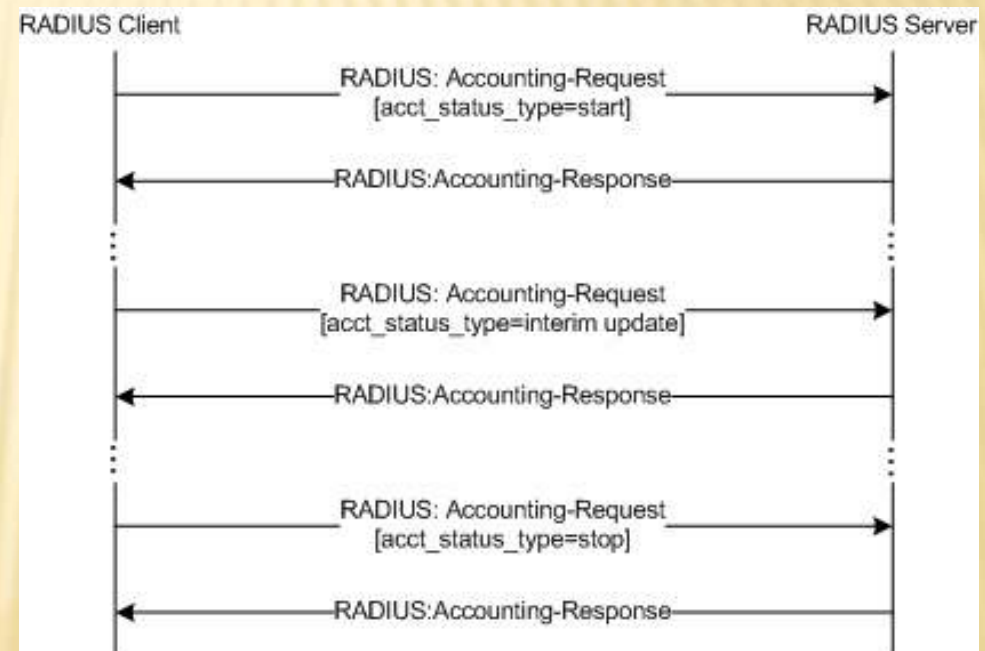 RADIUS Client
RADIUS Server
RADIUS: Accounting-Request
[acct_status_type=start]
RADIUS:Accounting-Response
RADIUS: Accounting-Request
[acct_status_type=interim update]
RADIUS:Accounting-Response
RADIUS: Accounting-Request
[acct_status_type=stop]
RADIUS:Accounting-Response